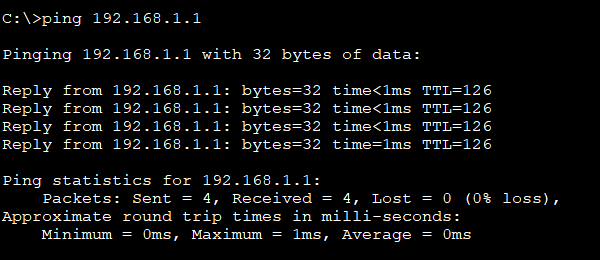 C:\>ping 192.168.1.1
Pinging 192.168.1.1 with 32 bytes of data:
Reply from 192.168.1.1: bytes=32 time<1ms TTL=126
Reply from 192.168.1.1: bytes=32 time<1ms TTL=126
Reply from 192.168.1.1: bytes=32 time<1ms TTL=126
Reply from 192.168.1.1: bytes=32 time=1ms TTL=126
Ping statistics for 192.168.1.1:
    Packets: Sent = 4, Received = 4, Lost = 0 (0% loss),
Approximate round trip times in milli-seconds:
    Minimum = 0ms, Maximum = 1ms, Average = 0ms